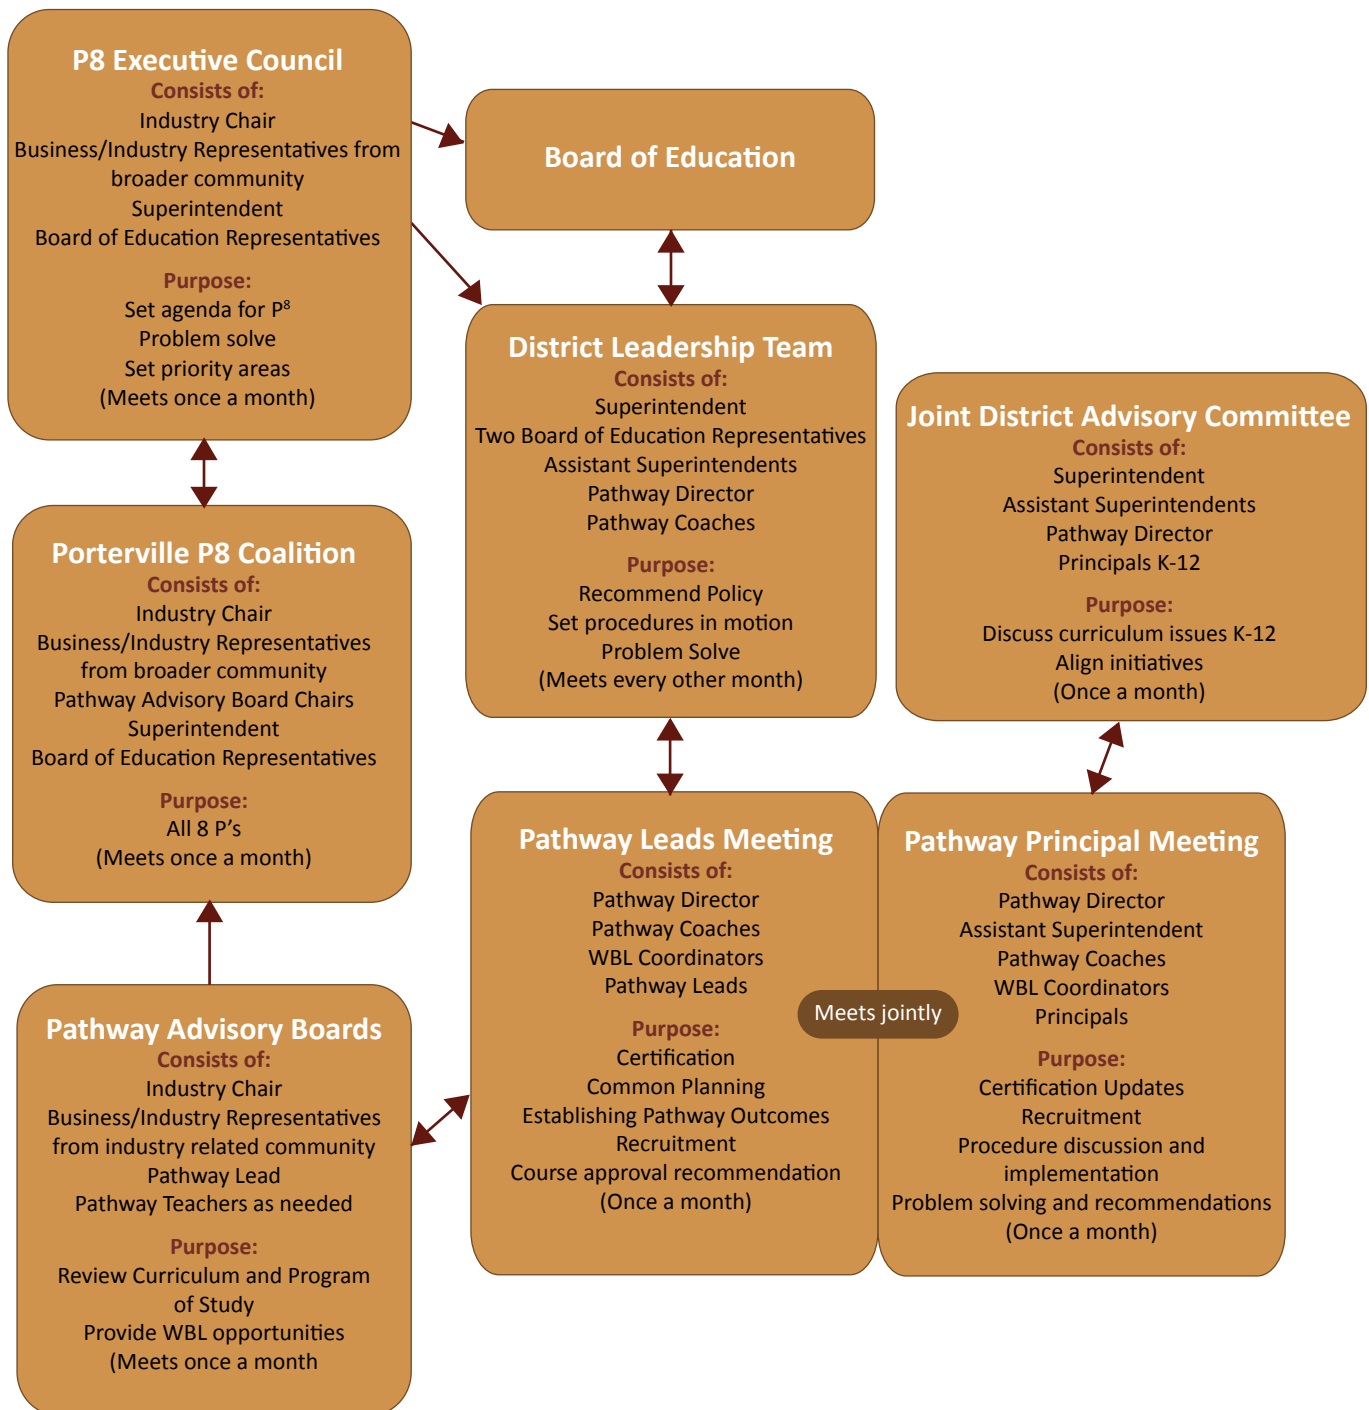 P8 Executive Council
Consists of:
Industry Chair
Business/Industry Representatives from
broader community
Superintendent
Board of Education Representatives
Purpose:
Set agenda for P⁸
Problem solve
Set priority areas
(Meets once a month)
Board of Education
District Leadership Team
Consists of:
Superintendent
Two Board of Education Representatives
Assistant Superintendents
Pathway Director
Pathway Coaches
Purpose:
Recommend Policy
Set procedures in motion
Problem Solve
(Meets every other month)
Joint District Advisory Committee
Consists of:
Superintendent
Assistant Superintendents
Pathway Director
Principals K-12
Purpose:
Discuss curriculum issues K-12
Align initiatives
(Once a month)
Porterville P8 Coalition
Consists of:
Industry Chair
Business/Industry Representatives
from broader community
Pathway Advisory Board Chairs
Superintendent
Board of Education Representatives
Purpose:
All 8 P's
(Meets once a month)
Pathway Leads Meeting
Consists of:
Pathway Director
Pathway Coaches
WBL Coordinators
Pathway Leads
Purpose:
Certification
Common Planning
Establishing Pathway Outcomes
Recruitment
Course approval recommendation
(Once a month)
Meets jointly
Pathway Principal Meeting
Consists of:
Pathway Director
Assistant Superintendent
Pathway Coaches
WBL Coordinators
Principals
Purpose:
Certification Updates
Recruitment
Procedure discussion and
implementation
Problem solving and recommendations
(Once a month)
Pathway Advisory Boards
Consists of:
Industry Chair
Business/Industry Representatives
from industry related community
Pathway Lead
Pathway Teachers as needed
Purpose:
Review Curriculum and Program
of Study
Provide WBL opportunities
(Meets once a month